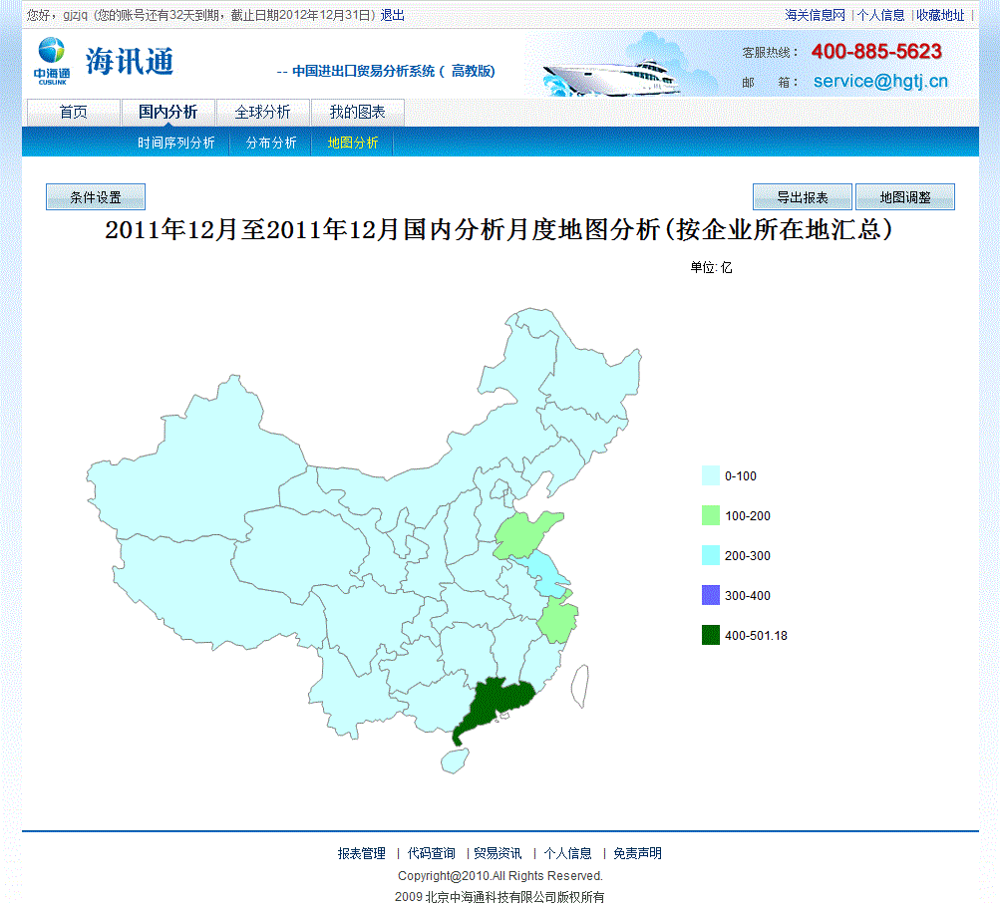 您好，gjzjq (您的账号还有32天到期，截止日期2012年12月31日) 退出
海关信息网 | 个人信息 | 收藏地址 |
中海通
CUSLINK
海讯通
-- 中国进出口贸易分析系统（ 高教版)
客服热线： 400-885-5623
邮 箱： service@hgtj.cn
首页 国内分析 全球分析 我的图表
时间序列分析 分布分析 地图分析
条件设置 导出报表 地图调整
2011年12月至2011年12月国内分析月度地图分析(按企业所在地汇总)
单位: 亿
0-100
100-200
200-300
300-400
400-501.18
报表管理 | 代码查询 | 贸易资讯 | 个人信息 | 免责声明
Copyright@2010.All Rights Reserved.
2009 北京中海通科技有限公司版权所有